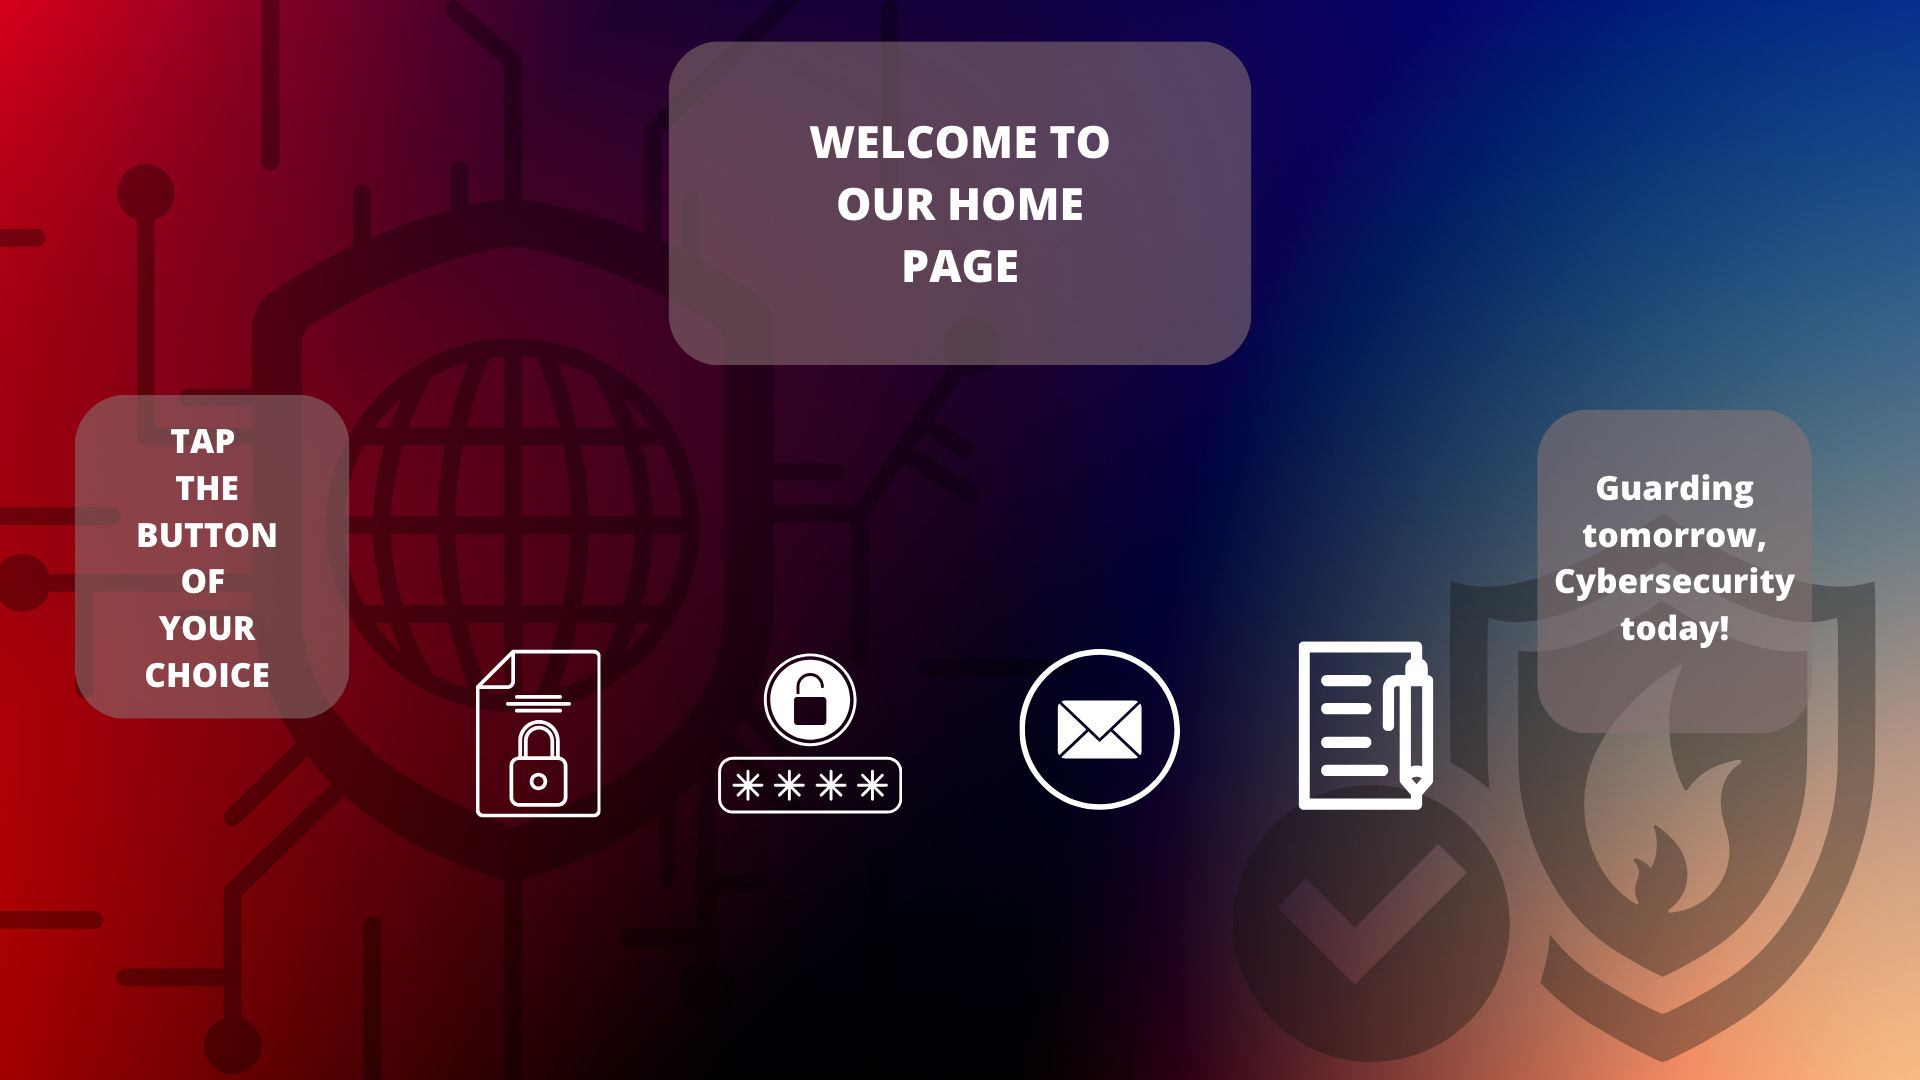 WELCOME TO
OUR HOME
PAGE
TAP
THE
BUTTON
OF
YOUR
CHOICE
Guarding
tomorrow,
Cybersecurity
today!